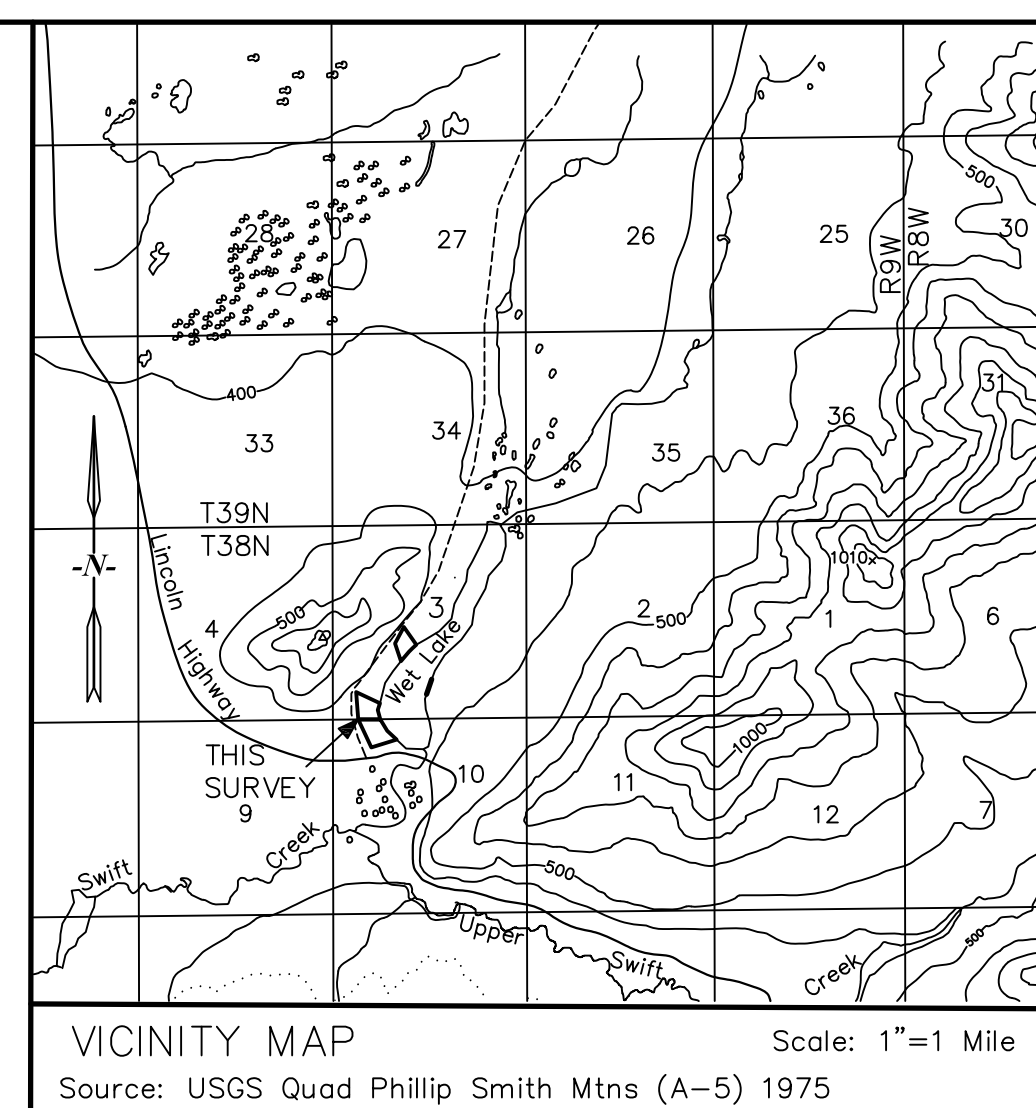 500
28
27
26
25
R9W
R8W
30
400
33
34
35
36
31
T39N
T38N
-N-
Lincoln
Highway
4
500
3
2
500
1010x
1
6
Wet Lake
THIS
SURVEY
9
10
1000
11
12
7
Swift
Creek
500
Upper
Swift
Creek
500
VICINITY MAP
Scale: 1"=1 Mile
Source: USGS Quad Phillip Smith Mtns (A-5) 1975